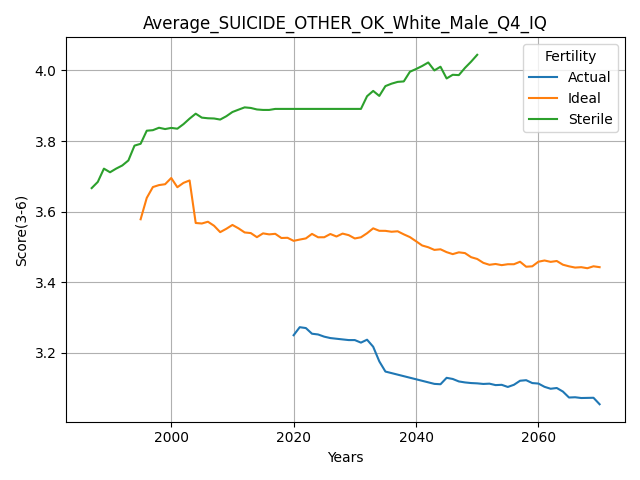 Average_SUICIDE_OTHER_OK_White_Male_Q4_IQ
Fertility
Actual
Ideal
Sterile
Score(3-6)
4.0
3.8
3.6
3.4
3.2
2000
2020
2040
2060
Years